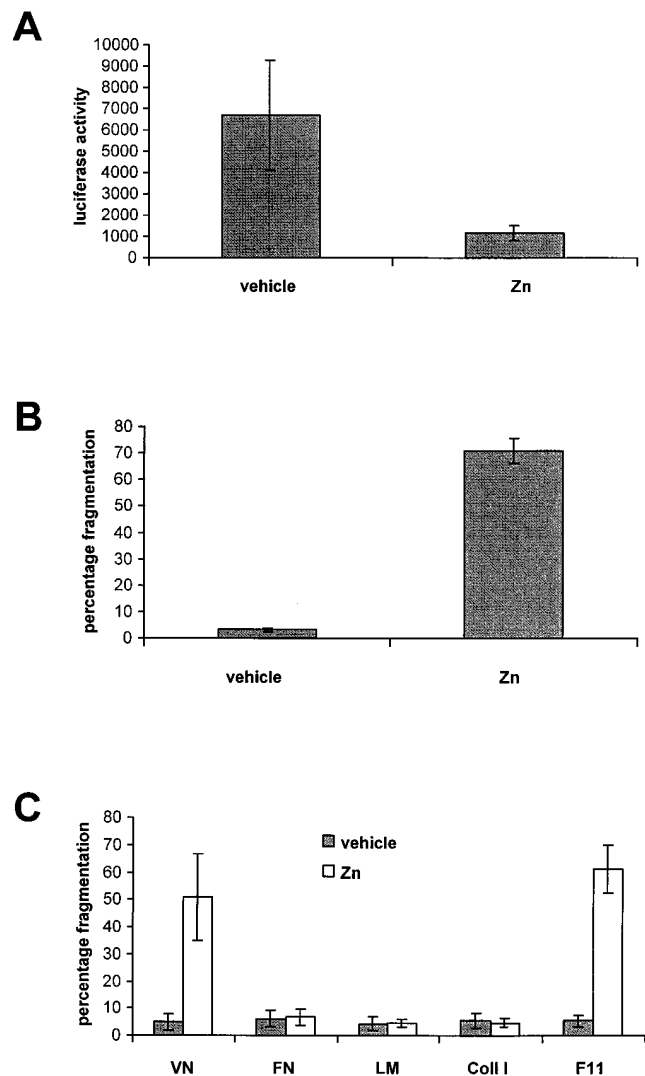 A
luciferase activity
10000
9000
8000
7000
6000
5000
4000
3000
2000
1000
0
vehicle
Zn
B
percentage fragmentation
80
70
60
50
40
30
20
10
0
vehicle
Zn
C
percentage fragmentation
80
70
60
50
40
30
20
10
0
vehicle
Zn
VN
FN
LM
Coll I
F11